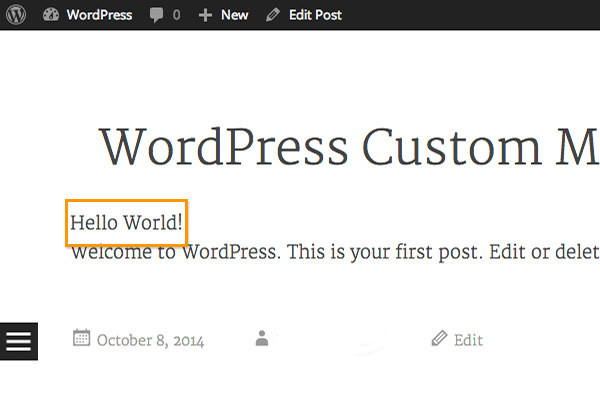 WordPress 0 New Edit Post
WordPress Custom M
Hello World!
Welcome to WordPress. This is your first post. Edit or delet
October 8, 2014 Edit